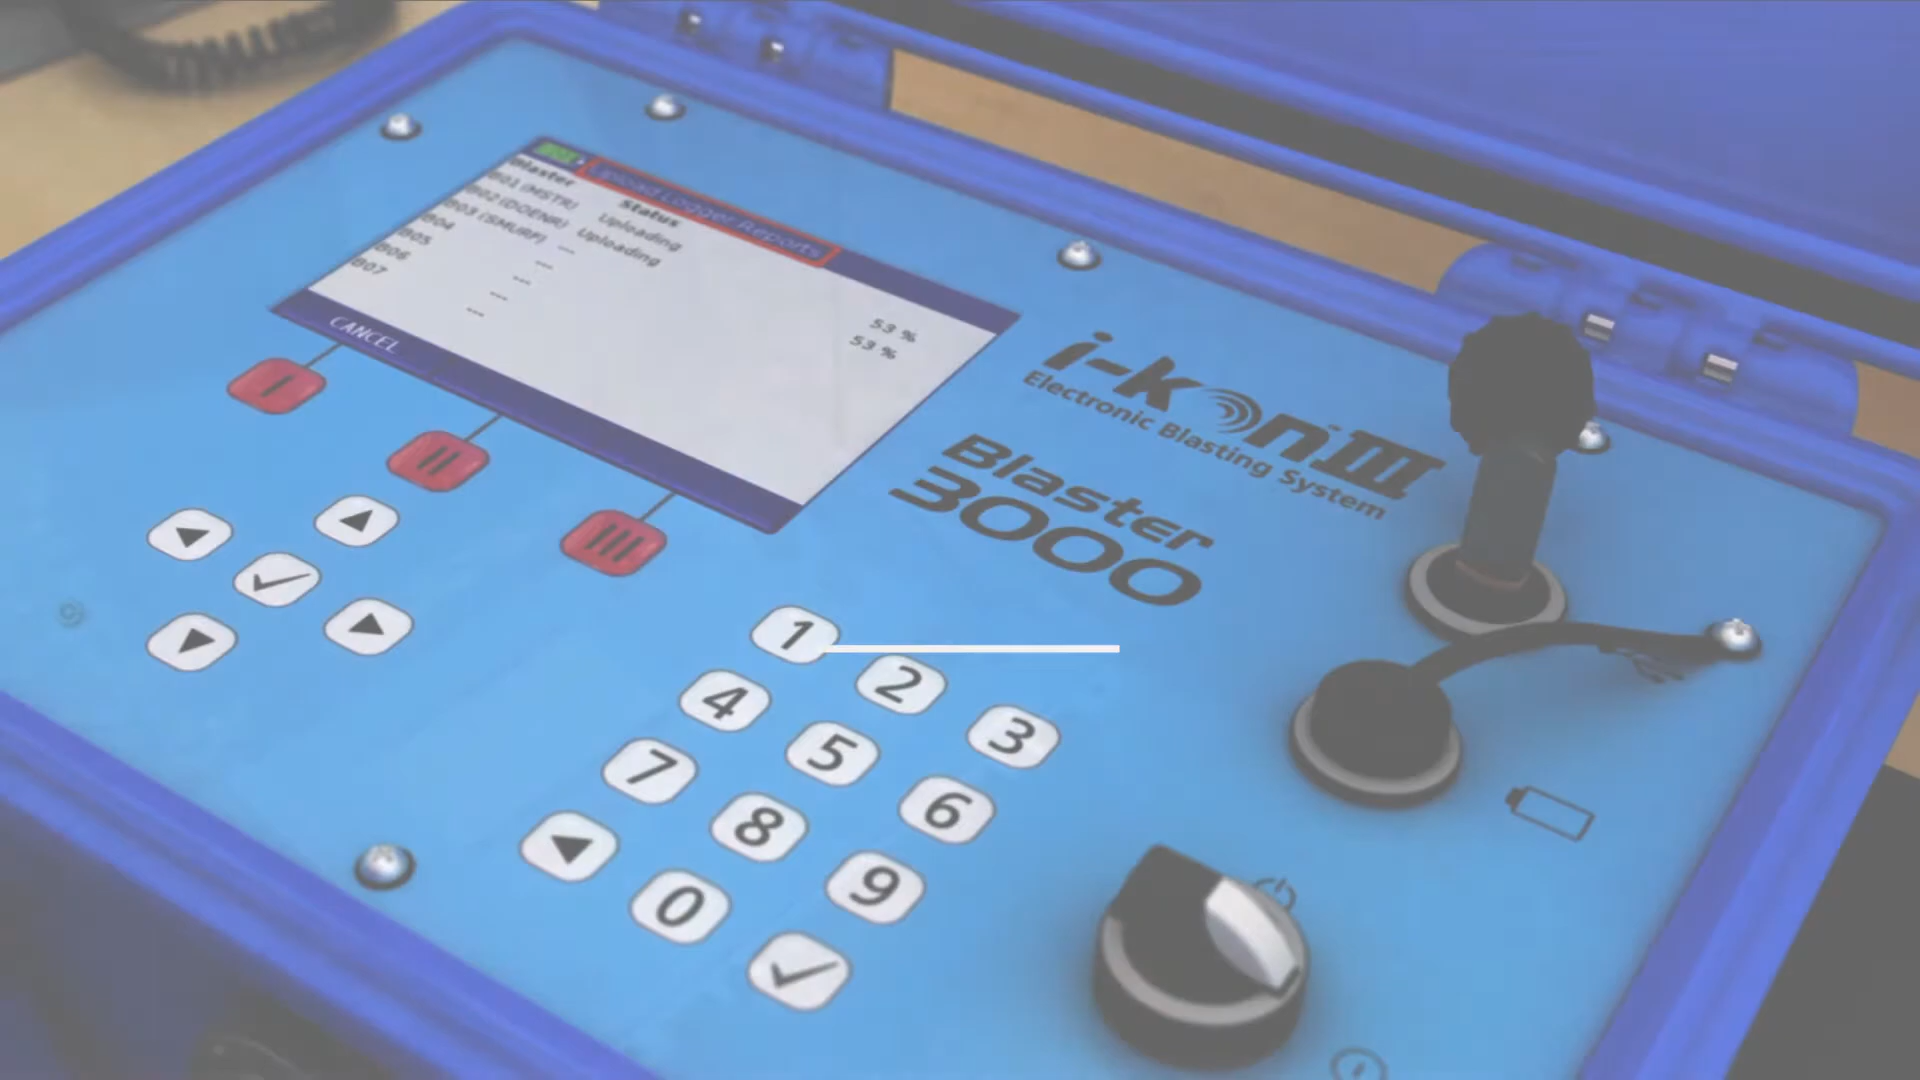 Upload Logger Reports
Blaster Status
B01 (MSTR) Uploading 53 %
B02 (DOENR) Uploading 53 %
B03 (SMURF) ---
B04 ---
B05 ---
B06 ---
B07 ---
CANCEL
I
II
III
i-kon III
Electronic Blasting System
Blaster
3000
1
2
3
4
5
6
7
8
9
0